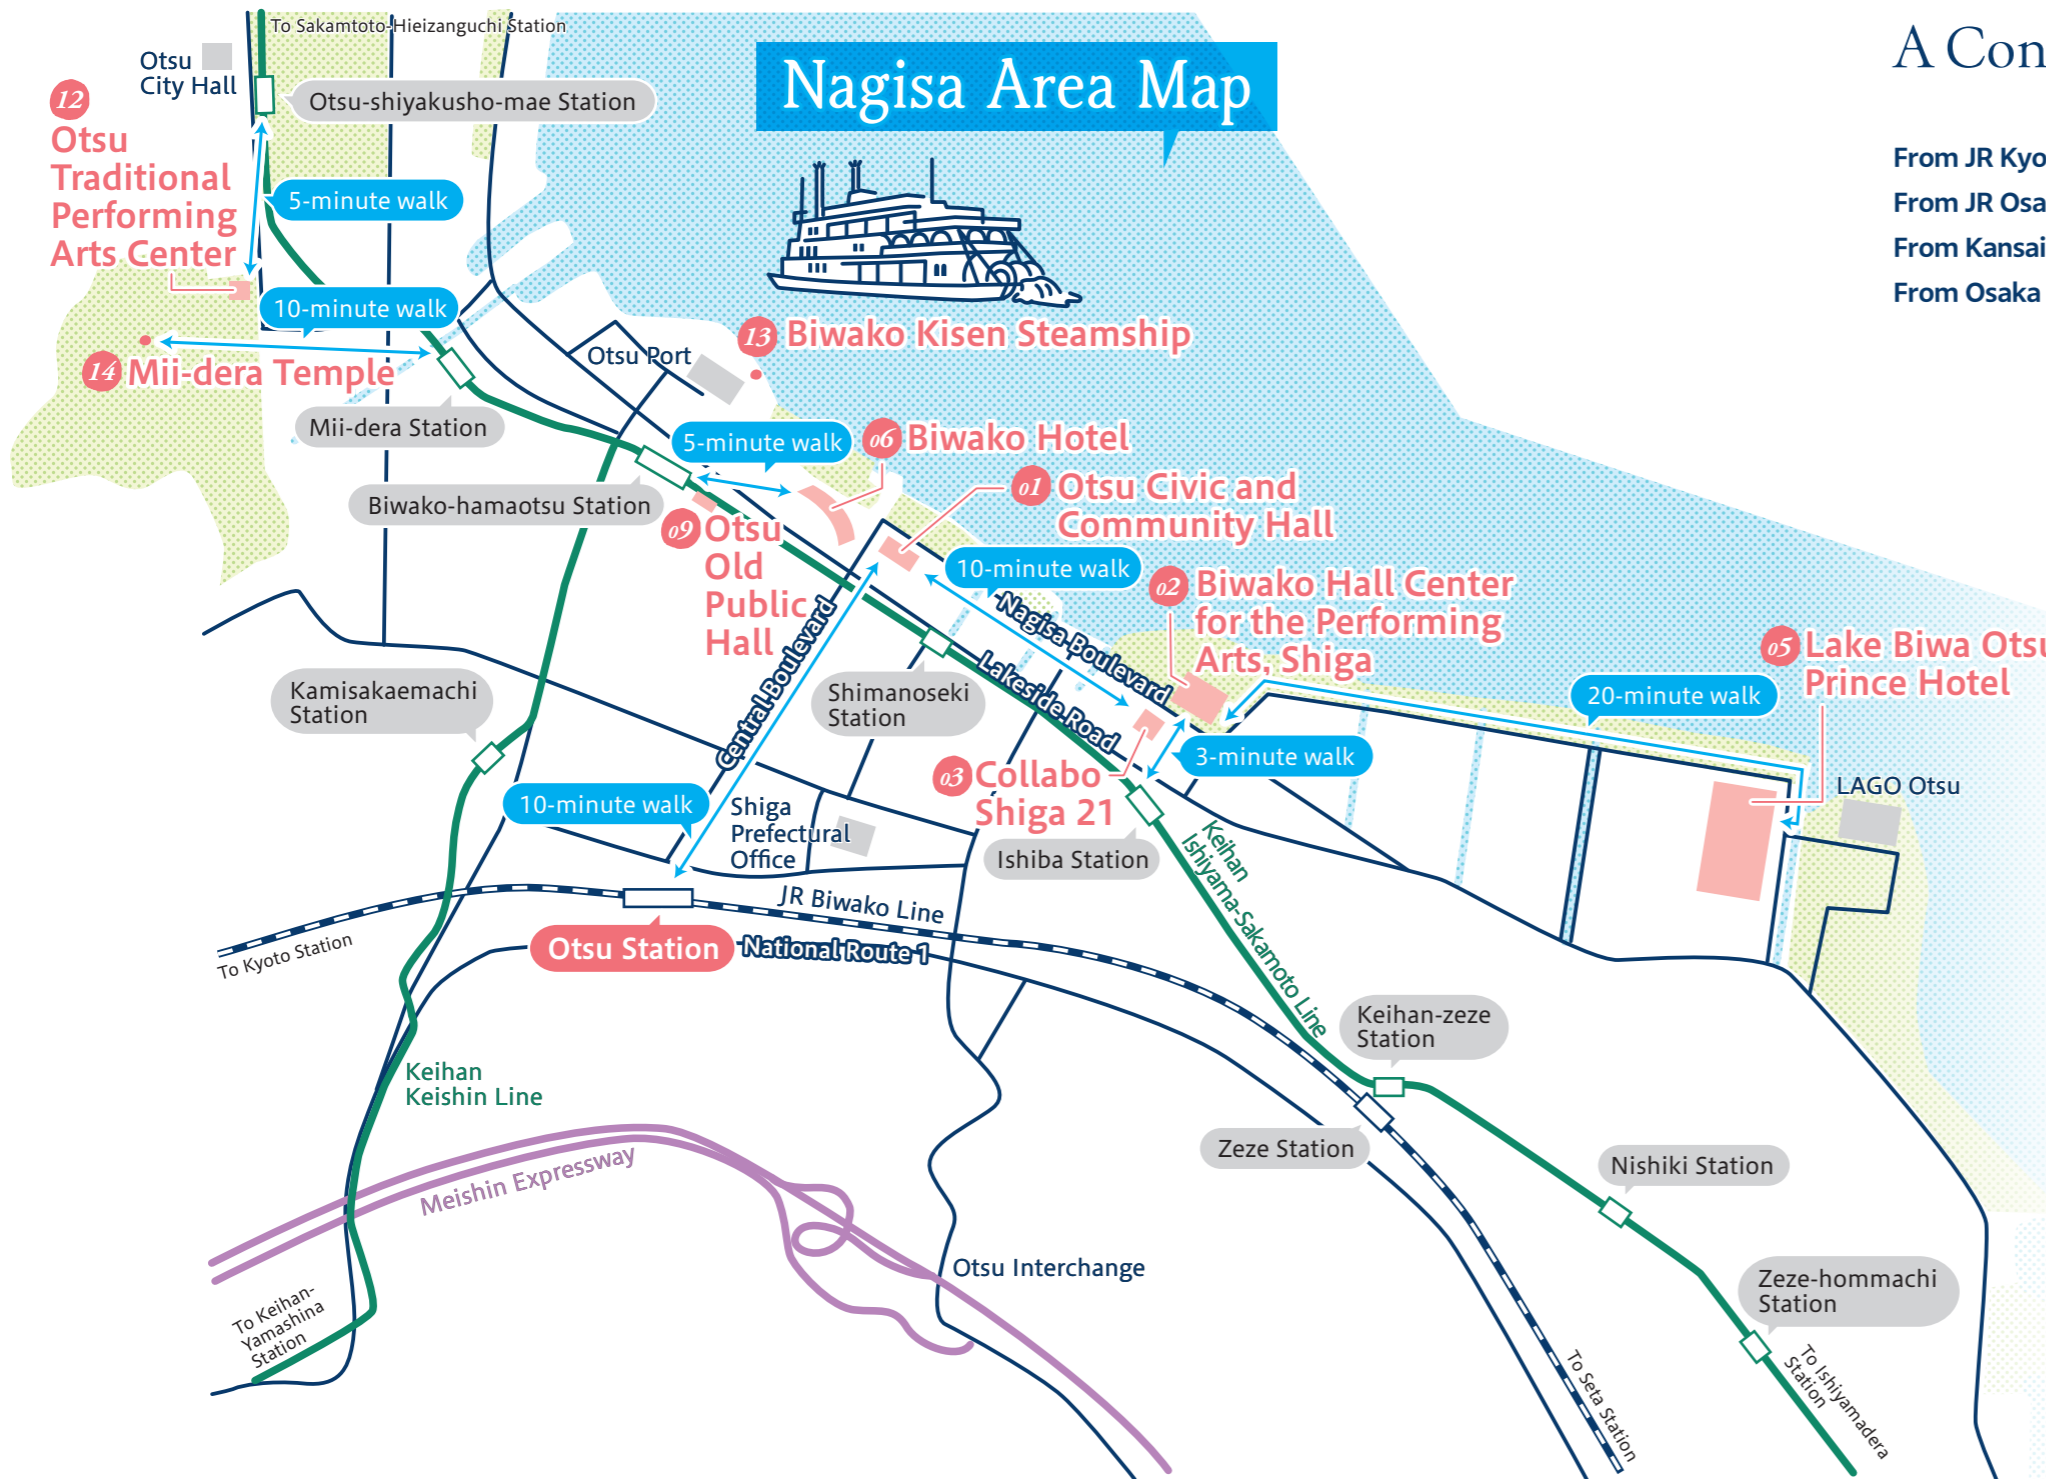 To Sakamtoto-Hieizanguchi Station
Otsu
City Hall
Otsu-shiyakusho-mae Station
Nagisa Area Map
A Con
From JR Kyo
From JR Osa
From Kansai
From Osaka
12
Otsu
Traditional
Performing
Arts Center
5-minute walk
10-minute walk
14 Mii-dera Temple
Mii-dera Station
Otsu Port
13 Biwako Kisen Steamship
5-minute walk
06 Biwako Hotel
Biwako-hamaotsu Station
01 Otsu Civic and
Community Hall
09 Otsu
Old
Public
Hall
10-minute walk
02 Biwako Hall Center
for the Performing
Arts, Shiga
Nagisa Boulevard
Lakeside Road
Central Boulevard
05 Lake Biwa Otsu
Prince Hotel
20-minute walk
Kamisakaemachi
Station
Shimanoseki
Station
3-minute walk
03 Collabo
Shiga 21
LAGO Otsu
10-minute walk
Shiga
Prefectural
Office
Ishiba Station
Keihan
Ishiyama-Sakamoto Line
JR Biwako Line
Otsu Station
National Route 1
To Kyoto Station
Keihan-zeze
Station
Keihan
Keishin Line
Zeze Station
Meishin Expressway
Nishiki Station
Otsu Interchange
Zeze-hommachi
Station
To Keihan-
Yamashina
Station
To Seta Station
To Ishiyamadera
Station